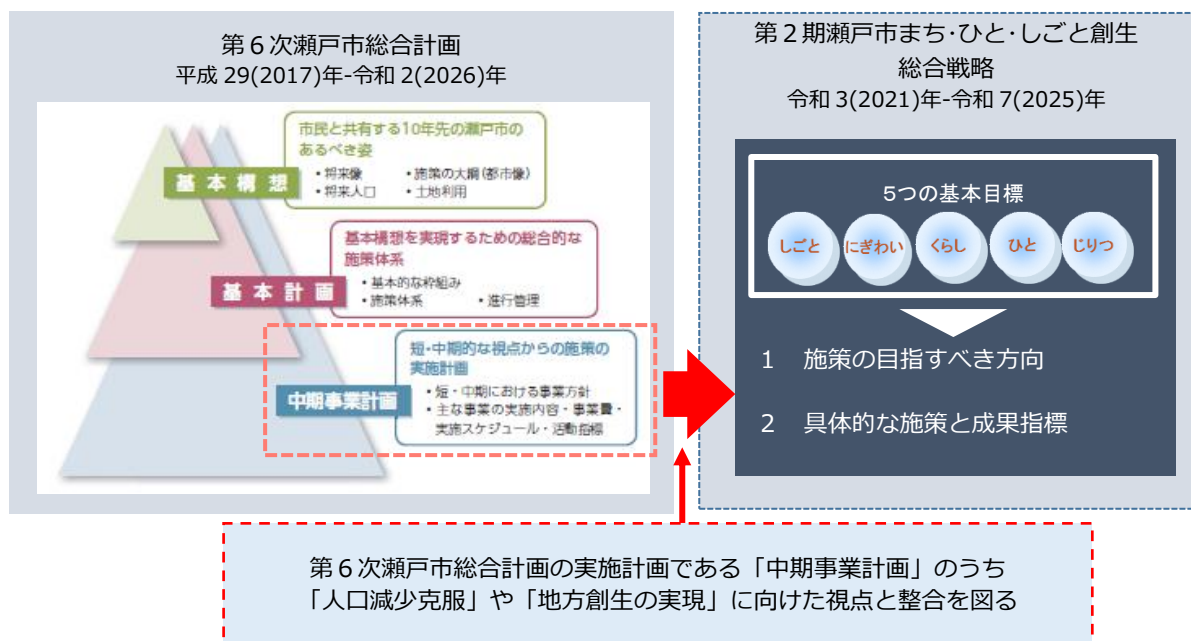 第６次瀬戸市総合計画
平成 29(2017)年-令和 2(2026)年
市民と共有する10年先の瀬戸市の
あるべき姿
基本構想
・将来像 ・施策の大綱(都市像)
・将来人口 ・土地利用
基本構想を実現するための総合的な
施策体系
基本計画
・基本的な枠組み
・施策体系 ・進行管理
短・中期的な視点からの施策の
実施計画
中期事業計画
・短・中期における事業方針
・主な事業の実施内容・事業費・
実施スケジュール・活動指標
第２期瀬戸市まち・ひと・しごと創生
総合戦略
令和 3(2021)年-令和 7(2025)年
５つの基本目標
しごと にぎわい くらし ひと じりつ
1 施策の目指すべき方向
2 具体的な施策と成果指標
第６次瀬戸市総合計画の実施計画である「中期事業計画」のうち
「人口減少克服」や「地方創生の実現」に向けた視点と整合を図る